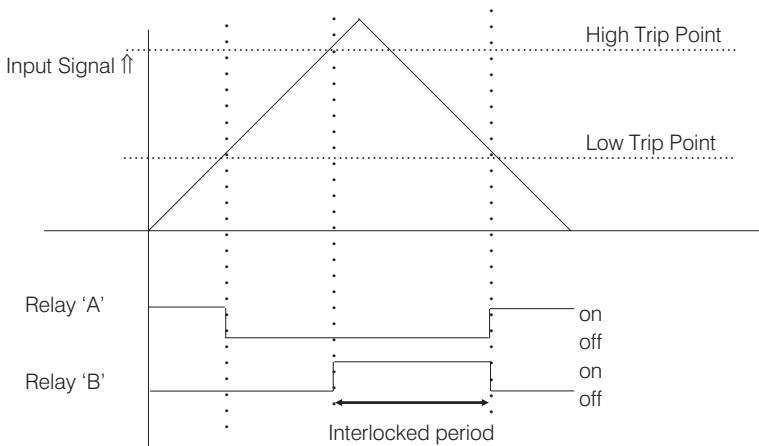 High Trip Point
Input Signal ⇑
Low Trip Point
Relay ‘A’
on
off
Relay ‘B’
on
off
Interlocked period